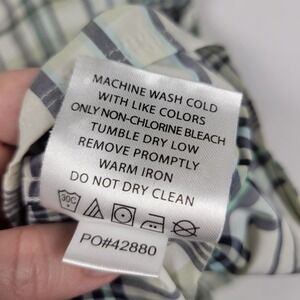 MACHINE WASH COLD
WITH LIKE COLORS
ONLY NON-CHLORINE BLEACH
TUMBLE DRY LOW
REMOVE PROMPTLY
WARM IRON
DO NOT DRY CLEAN
30C
PO#42880